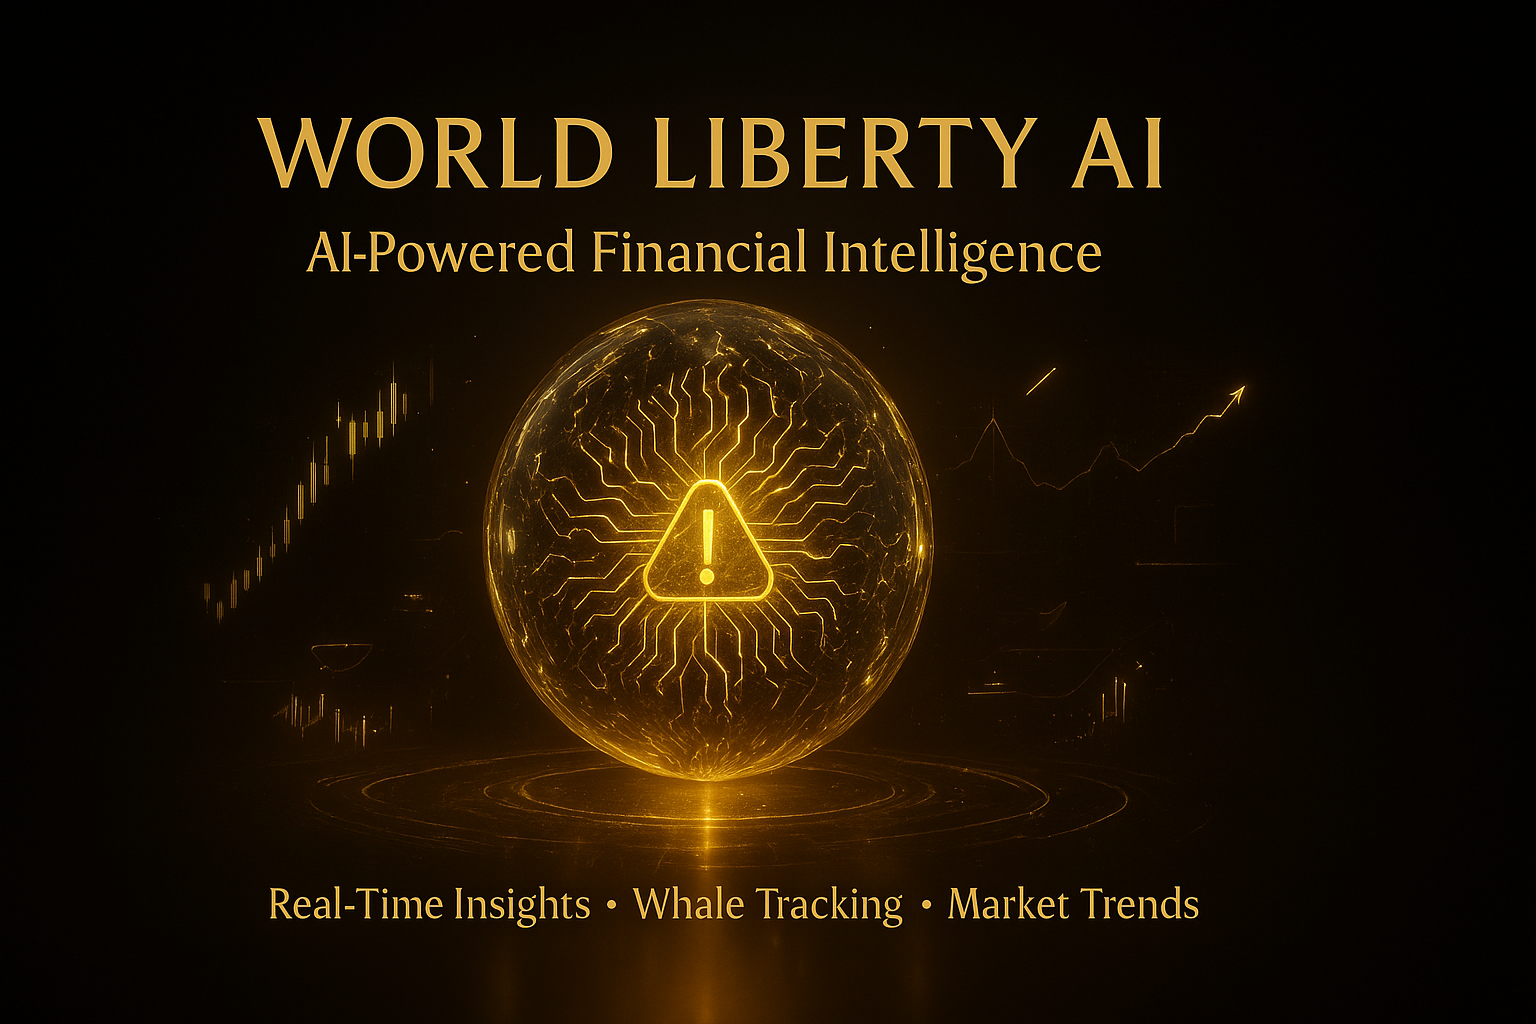 WORLD LIBERTY AI
AI-Powered Financial Intelligence
!
Real-Time Insights • Whale Tracking • Market Trends